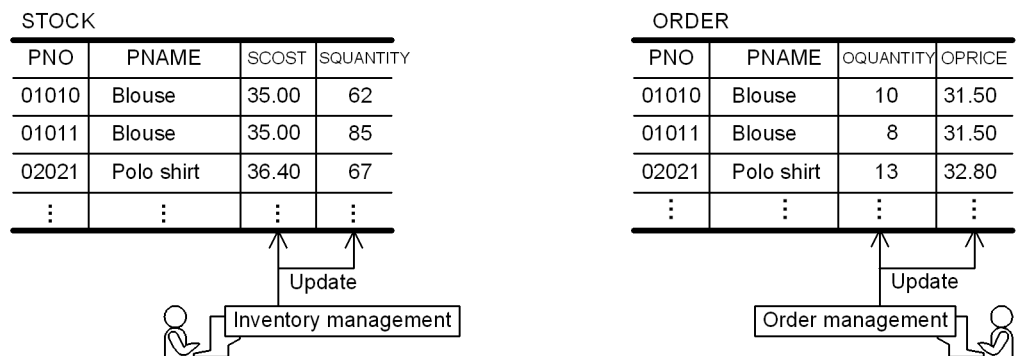 STOCK
PNO PNAME SCOST SQUANTITY
01010 Blouse 35.00 62
01011 Blouse 35.00 85
02021 Polo shirt 36.40 67
⋮ ⋮ ⋮ ⋮
Update
Inventory management
ORDER
PNO PNAME OQUANTITY OPRICE
01010 Blouse 10 31.50
01011 Blouse 8 31.50
02021 Polo shirt 13 32.80
⋮ ⋮ ⋮ ⋮
Update
Order management